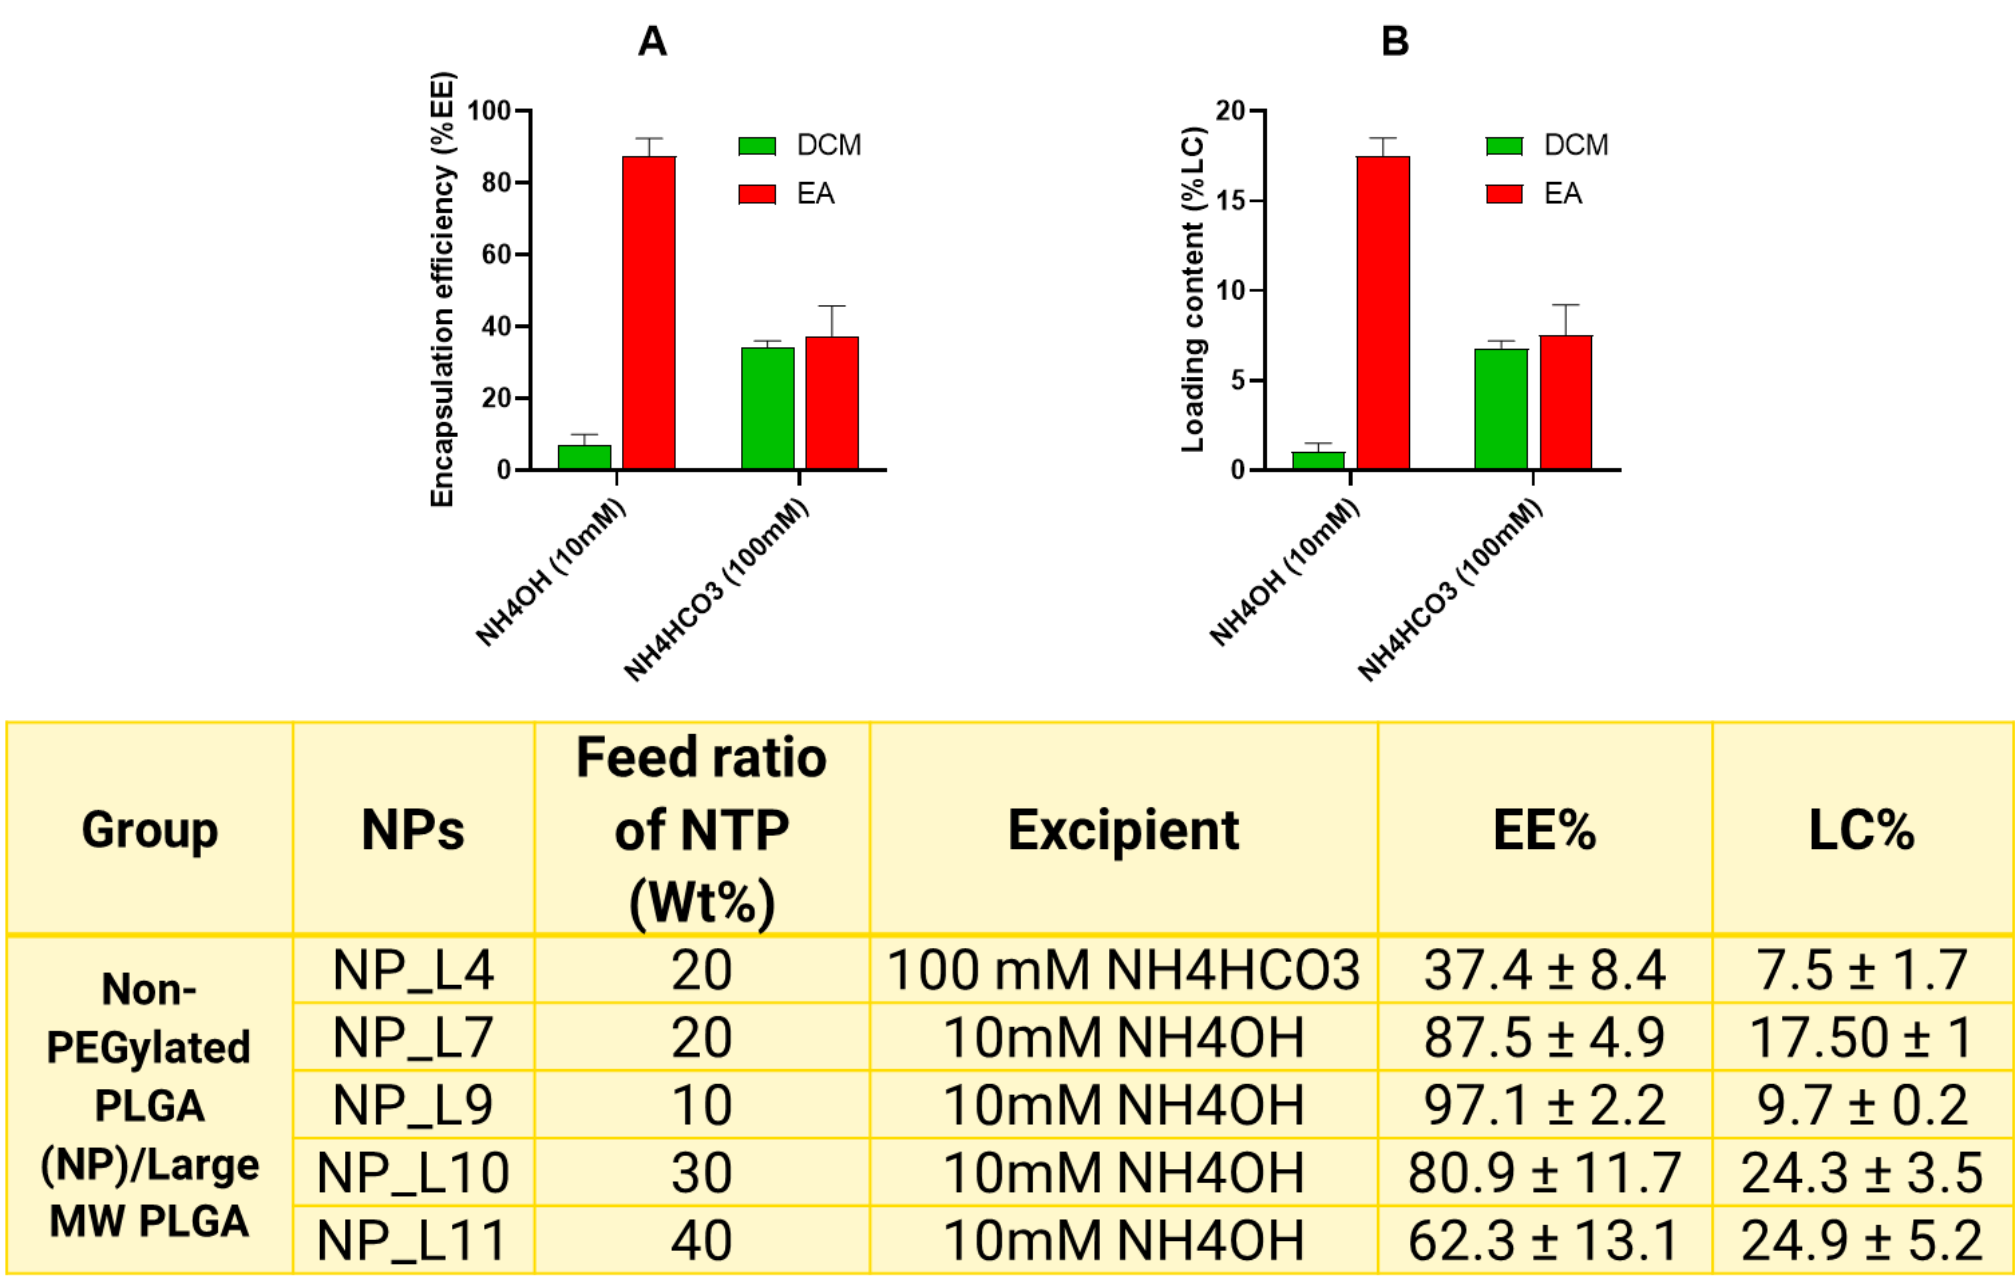 A
Encapsulation efficiency (%EE)
100
80
60
40
20
0
DCM
EA
NH4OH (10mM)
NH4HCO3 (100mM)
B
Loading content (%LC)
20
15
10
5
0
DCM
EA
NH4OH (10mM)
NH4HCO3 (100mM)
Group
NPs
Feed ratio
of NTP
(Wt%)
Excipient
EE%
LC%
Non-
PEGylated
PLGA
(NP)/Large
MW PLGA
NP_L4 20 100 mM NH4HCO3 37.4 ± 8.4 7.5 ± 1.7
NP_L7 20 10mM NH4OH 87.5 ± 4.9 17.50 ± 1
NP_L9 10 10mM NH4OH 97.1 ± 2.2 9.7 ± 0.2
NP_L10 30 10mM NH4OH 80.9 ± 11.7 24.3 ± 3.5
NP_L11 40 10mM NH4OH 62.3 ± 13.1 24.9 ± 5.2